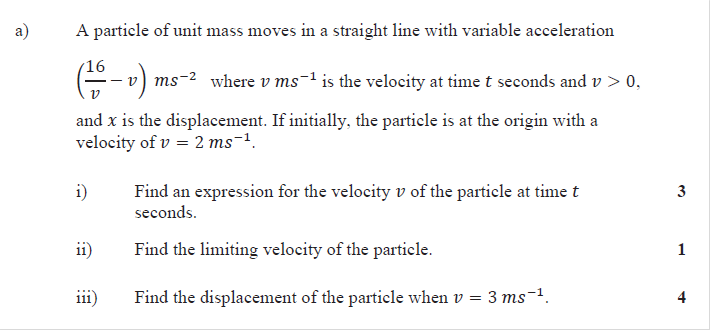 a) A particle of unit mass moves in a straight line with variable acceleration
(16/v − v) ms⁻² where v ms⁻¹ is the velocity at time t seconds and v > 0,
and x is the displacement. If initially, the particle is at the origin with a
velocity of v = 2 ms⁻¹.
i) Find an expression for the velocity v of the particle at time t 3
seconds.
ii) Find the limiting velocity of the particle. 1
iii) Find the displacement of the particle when v = 3 ms⁻¹. 4